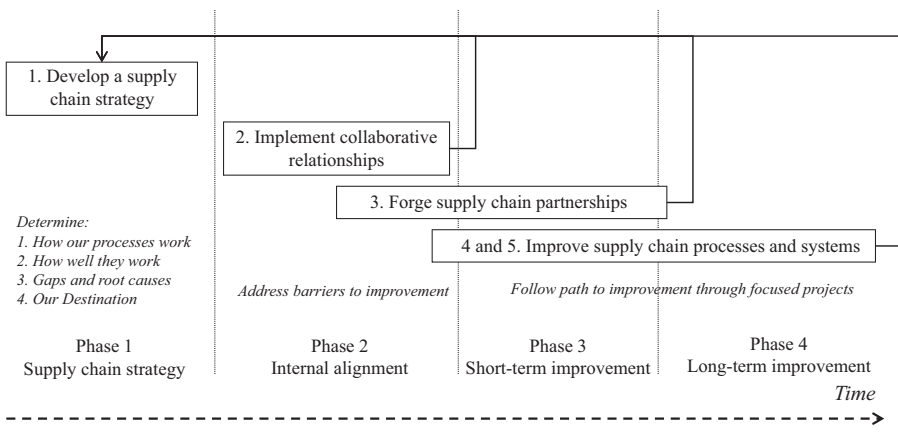 1. Develop a supply
chain strategy
2. Implement collaborative
relationships
3. Forge supply chain partnerships
4 and 5. Improve supply chain processes and systems
Determine:
1. How our processes work
2. How well they work
3. Gaps and root causes
4. Our Destination
Address barriers to improvement
Follow path to improvement through focused projects
Phase 1
Supply chain strategy
Phase 2
Internal alignment
Phase 3
Short-term improvement
Phase 4
Long-term improvement
Time